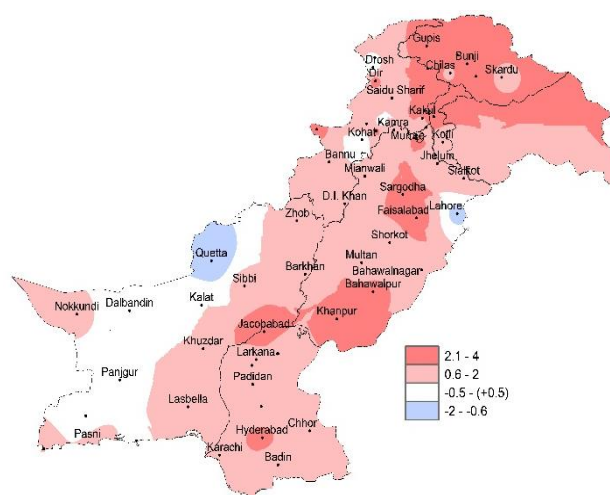 Gupis
Drosh
Bunji
Chilas
Dir
Skardu
Saidu Sharif
Kakul
Kamra
Kohat
Kotli
Bannu
Jhelum
Mianwali
Sialkot
Sargodha
D.I. Khan
Lahore
Faisalabad
Zhob
Shorkot
Quetta
Multan
Barkhan
Bahawalnagar
Sibbi
Bahawalpur
Nokkundi
Dalbandin
Kalat
Khanpur
Jacobabad
Khuzdar
Larkana
Panjgur
Padidan
Lasbella
Chhor
Pasni
Hyderabad
Karachi
Badin
2.1 - 4
0.6 - 2
-0.5 - (+0.5)
-2 - -0.6